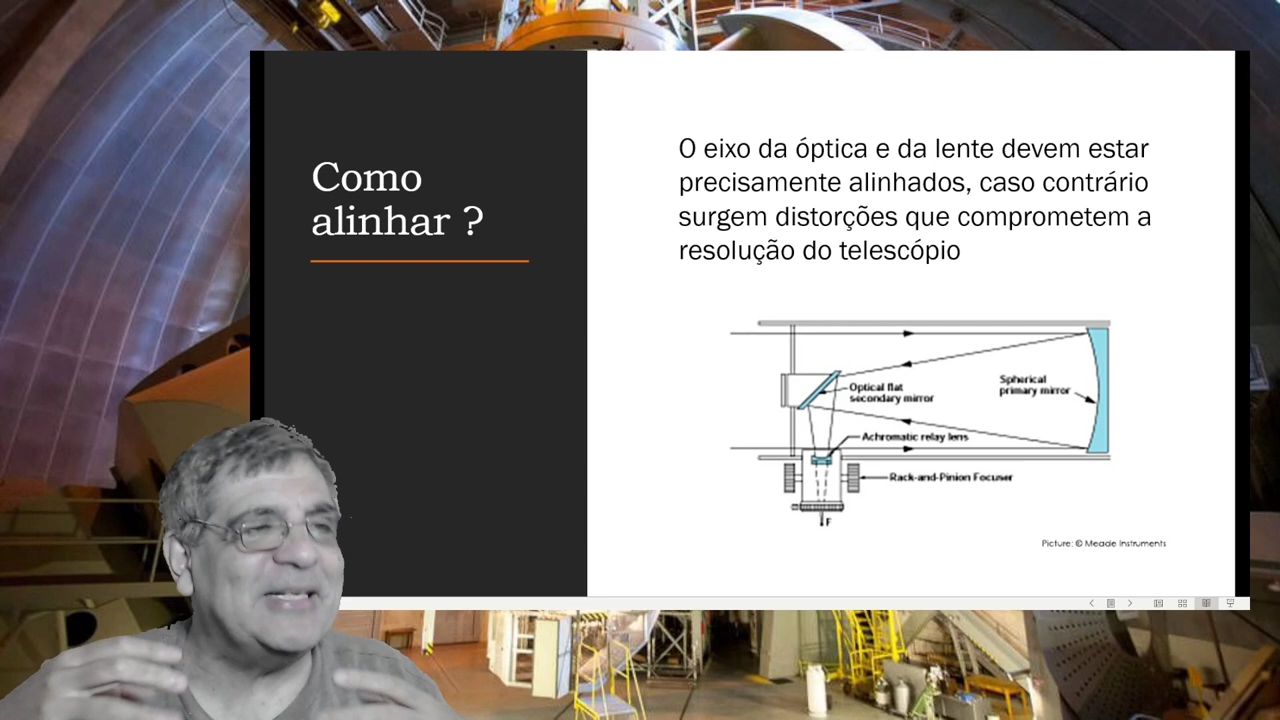 Como
alinhar ?
O eixo da óptica e da lente devem estar
precisamente alinhados, caso contrário
surgem distorções que comprometem a
resolução do telescópio
Optical flat
secondary mirror
Spherical
primary mirror
Achromatic relay lens
Rack-and-Pinion Focuser
F
Picture: © Meade Instruments